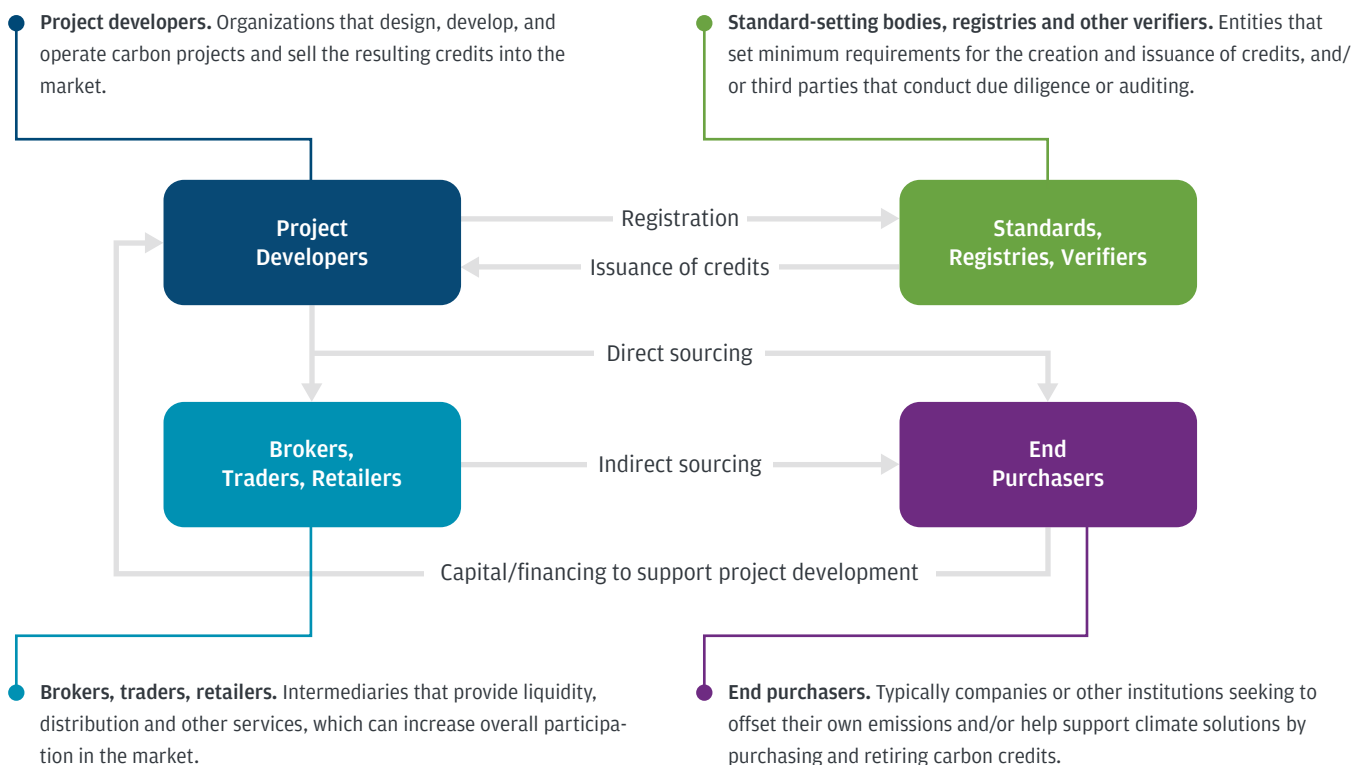 Project developers. Organizations that design, develop, and
operate carbon projects and sell the resulting credits into the
market.
Standard-setting bodies, registries and other verifiers. Entities that
set minimum requirements for the creation and issuance of credits, and/
or third parties that conduct due diligence or auditing.
Project
Developers
Registration
Issuance of credits
Standards,
Registries, Verifiers
Direct sourcing
Brokers,
Traders, Retailers
Indirect sourcing
End
Purchasers
Capital/financing to support project development
Brokers, traders, retailers. Intermediaries that provide liquidity,
distribution and other services, which can increase overall participa-
tion in the market.
End purchasers. Typically companies or other institutions seeking to
offset their own emissions and/or help support climate solutions by
purchasing and retiring carbon credits.